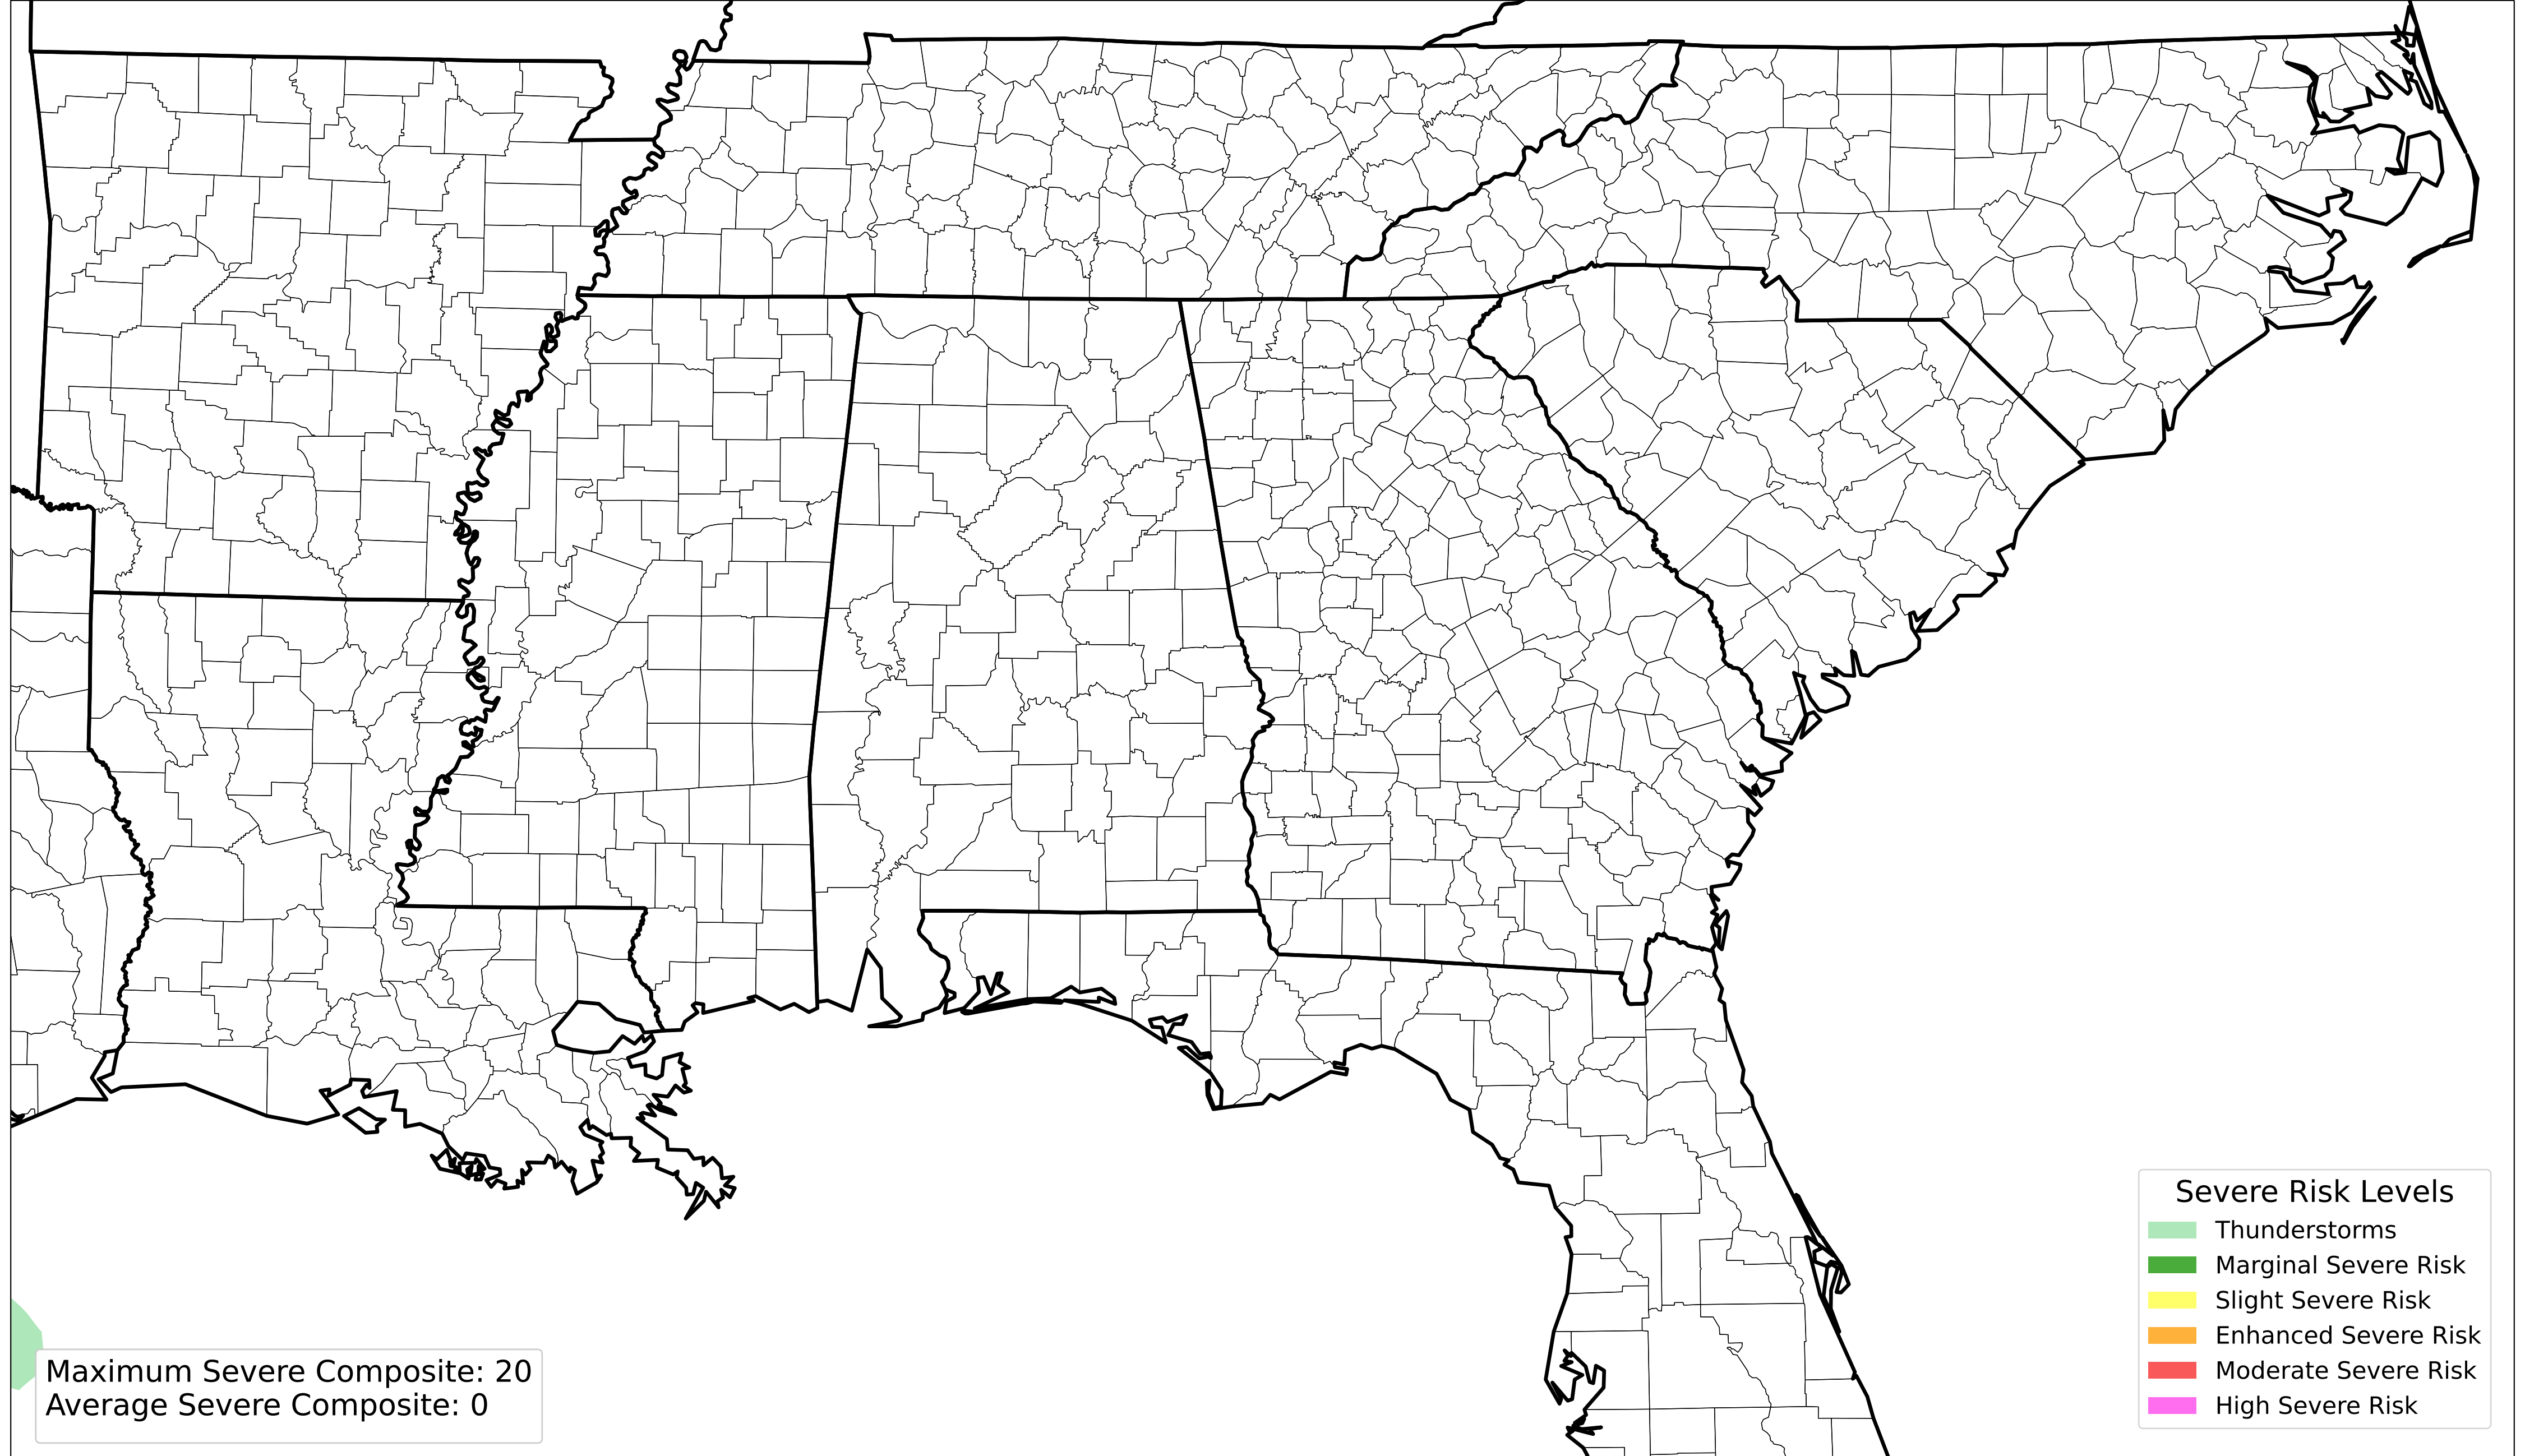 Severe Risk Levels
Thunderstorms
Marginal Severe Risk
Slight Severe Risk
Enhanced Severe Risk
Moderate Severe Risk
High Severe Risk
Maximum Severe Composite: 20
Average Severe Composite: 0